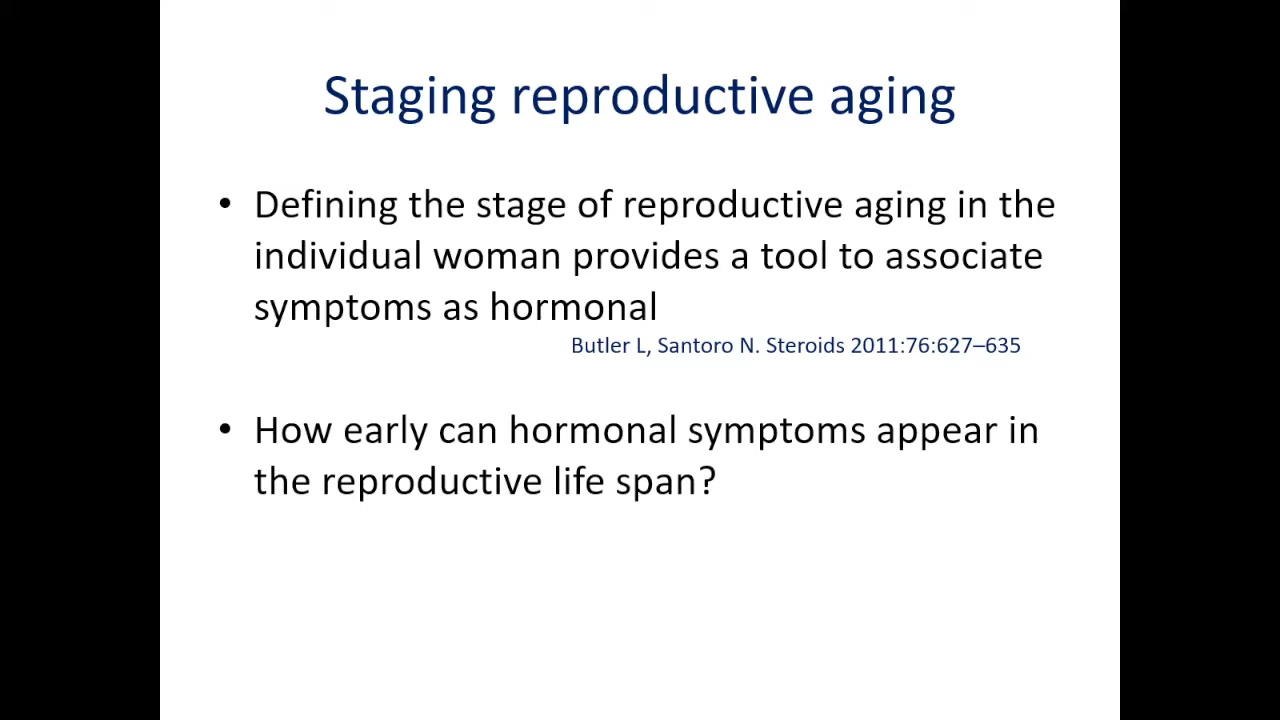 Staging reproductive aging
• Defining the stage of reproductive aging in the
individual woman provides a tool to associate
symptoms as hormonal
Butler L, Santoro N. Steroids 2011:76:627–635
• How early can hormonal symptoms appear in
the reproductive life span?